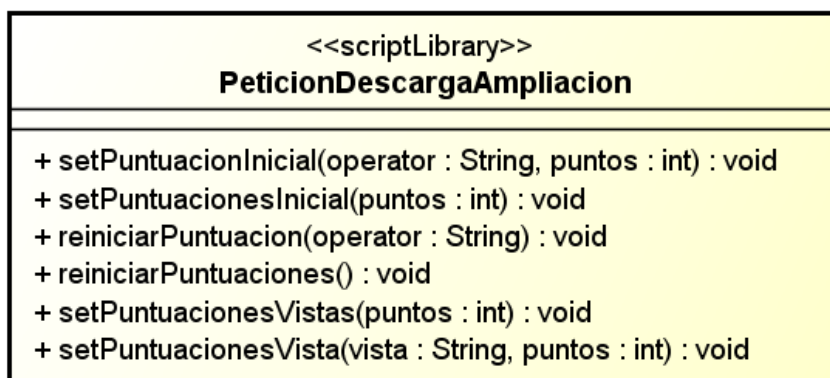 <<scriptLibrary>>
PeticionDescargaAmpliacion
+ setPuntuacionInicial(operator : String, puntos : int) : void
+ setPuntuacionesInicial(puntos : int) : void
+ reiniciarPuntuacion(operator : String) : void
+ reiniciarPuntuaciones() : void
+ setPuntuacionesVistas(puntos : int) : void
+ setPuntuacionesVista(vista : String, puntos : int) : void